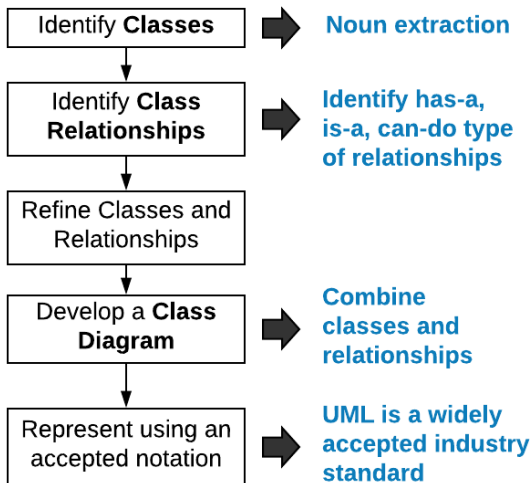 Identify Classes
Noun extraction
Identify Class
Relationships
Identify has-a,
is-a, can-do type
of relationships
Refine Classes and
Relationships
Develop a Class
Diagram
Combine
classes and
relationships
Represent using an
accepted notation
UML is a widely
accepted industry
standard